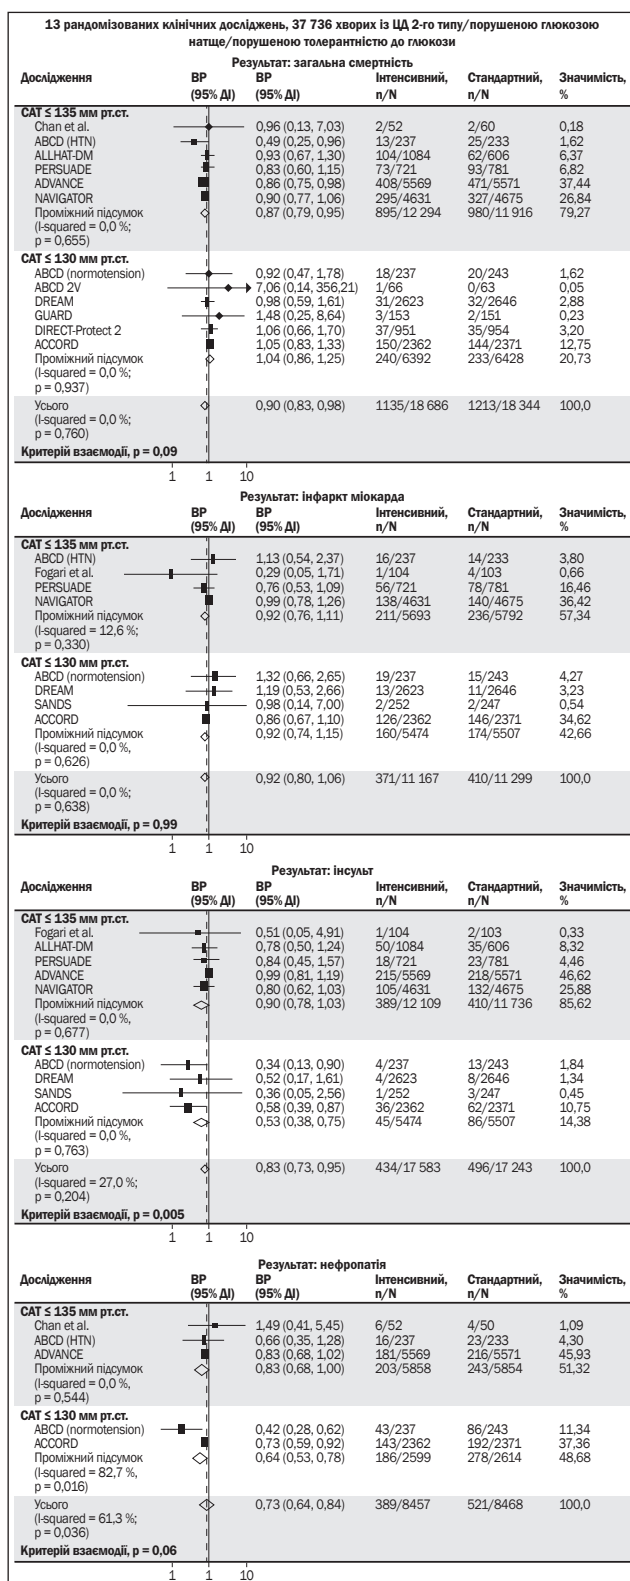 13 рандомізованих клінічних досліджень, 37 736 хворих із ЦД 2-го типу/порушеною глюкозою
натще/порушеною толерантністю до глюкози
Результат: загальна смертність
Дослідження ВР Інтенсивний, Стандартний, Значимість,
(95% ДІ) ВР (95% ДІ) n/N n/N %
САТ ≤ 135 мм рт.ст.
Chan et al. 0,96 (0,13, 7,03) 2/52 2/60 0,18
ABCD (HTN) 0,49 (0,25, 0,96) 13/237 25/233 1,62
ALLHAT-DM 0,93 (0,67, 1,30) 104/1084 62/606 6,37
PERSUADE 0,83 (0,60, 1,15) 73/721 93/781 6,82
ADVANCE 0,86 (0,75, 0,98) 408/5569 471/5571 37,44
NAVIGATOR 0,90 (0,77, 1,06) 295/4631 327/4675 26,84
Проміжний підсумок 0,87 (0,79, 0,95) 895/12 294 980/11 916 79,27
(I-squared = 0,0 %;
p = 0,655)
САТ ≤ 130 мм рт.ст.
ABCD (normotension) 0,92 (0,47, 1,78) 18/237 20/243 1,62
ABCD 2V 7,06 (0,14, 356,21) 1/66 0/63 0,05
DREAM 0,98 (0,59, 1,61) 31/2623 32/2646 2,88
GUARD 1,48 (0,25, 8,64) 3/153 2/151 0,23
DIRECT-Protect 2 1,06 (0,66, 1,70) 37/951 35/954 3,20
ACCORD 1,05 (0,83, 1,33) 150/2362 144/2371 12,75
Проміжний підсумок 1,04 (0,86, 1,25) 240/6392 233/6428 20,73
(I-squared = 0,0 %;
p = 0,937)
Усього 0,90 (0,83, 0,98) 1135/18 686 1213/18 344 100,0
(I-squared = 0,0 %;
p = 0,760)
Критерій взаємодії, p = 0,09
1 1 10
Результат: інфаркт міокарда
Дослідження ВР ВР Інтенсивний, Стандартний, Значимість,
(95% ДІ) (95% ДІ) n/N n/N %
САТ ≤ 135 мм рт.ст.
ABCD (HTN) 1,13 (0,54, 2,37) 16/237 14/233 3,80
Fogari et al. 0,29 (0,05, 1,71) 1/104 4/103 0,66
PERSUADE 0,76 (0,53, 1,09) 56/721 78/781 16,46
NAVIGATOR 0,99 (0,78, 1,26) 138/4631 140/4675 36,42
Проміжний підсумок 0,92 (0,76, 1,11) 211/5693 236/5792 57,34
(I-squared = 12,6 %;
p = 0,330)
САТ ≤ 130 мм рт.ст.
ABCD (normotension) 1,32 (0,66, 2,65) 19/237 15/243 4,27
DREAM 1,19 (0,53, 2,66) 13/2623 11/2646 3,23
SANDS 0,98 (0,14, 7,00) 2/252 2/247 0,54
ACCORD 0,86 (0,67, 1,10) 126/2362 146/2371 34,62
Проміжний підсумок 0,92 (0,74, 1,15) 160/5474 174/5507 42,66
(I-squared = 0,0 %,
p = 0,626)
Усього 0,92 (0,80, 1,06) 371/11 167 410/11 299 100,0
(I-squared = 0,0 %;
p = 0,638)
Критерій взаємодії, p = 0,99
1 1 10
Результат: інсульт
Дослідження ВР ВР Інтенсивний, Стандартний, Значимість,
(95% ДІ) (95% ДІ) n/N n/N %
САТ ≤ 135 мм рт.ст.
Fogari et al. 0,51 (0,05, 4,91) 1/104 2/103 0,33
ALLHAT-DM 0,78 (0,50, 1,24) 50/1084 35/606 8,32
PERSUADE 0,84 (0,45, 1,57) 18/721 23/781 4,46
ADVANCE 0,99 (0,81, 1,19) 215/5569 218/5571 46,62
NAVIGATOR 0,80 (0,62, 1,03) 105/4631 132/4675 25,88
Проміжний підсумок 0,90 (0,78, 1,03) 389/12 109 410/11 736 85,62
(I-squared = 0,0 %,
p = 0,677)
САТ ≤ 130 мм рт.ст.
ABCD (normotension) 0,34 (0,13, 0,90) 4/237 13/243 1,84
DREAM 0,52 (0,17, 1,61) 4/2623 8/2646 1,34
SANDS 0,36 (0,05, 2,56) 1/252 3/247 0,45
ACCORD 0,58 (0,39, 0,87) 36/2362 62/2371 10,75
Проміжний підсумок 0,53 (0,38, 0,75) 45/5474 86/5507 14,38
(I-squared = 0,0 %,
p = 0,763)
Усього 0,83 (0,73, 0,95) 434/17 583 496/17 243 100,0
(I-squared = 27,0 %;
p = 0,204)
Критерій взаємодії, p = 0,005
1 1 10
Результат: нефропатія
Дослідження ВР ВР Інтенсивний, Стандартний, Значимість,
(95% ДІ) (95% ДІ) n/N n/N %
САТ ≤ 135 мм рт.ст.
Chan et al. 1,49 (0,41, 5,45) 6/52 4/50 1,09
ABCD (HTN) 0,66 (0,35, 1,28) 16/237 23/233 4,30
ADVANCE 0,83 (0,68, 1,02) 181/5569 216/5571 45,93
Проміжний підсумок 0,83 (0,68, 1,00) 203/5858 243/5854 51,32
(I-squared = 0,0 %,
p = 0,544)
САТ ≤ 130 мм рт.ст.
ABCD (normotension) 0,42 (0,28, 0,62) 43/237 86/243 11,34
ACCORD 0,73 (0,59, 0,92) 143/2362 192/2371 37,36
Проміжний підсумок 0,64 (0,53, 0,78) 186/2599 278/2614 48,68
(I-squared = 82,7 %,
p = 0,016)
Усього 0,73 (0,64, 0,84) 389/8457 521/8468 100,0
(I-squared = 61,3 %;
p = 0,036)
Критерій взаємодії, p = 0,06
1 1 10